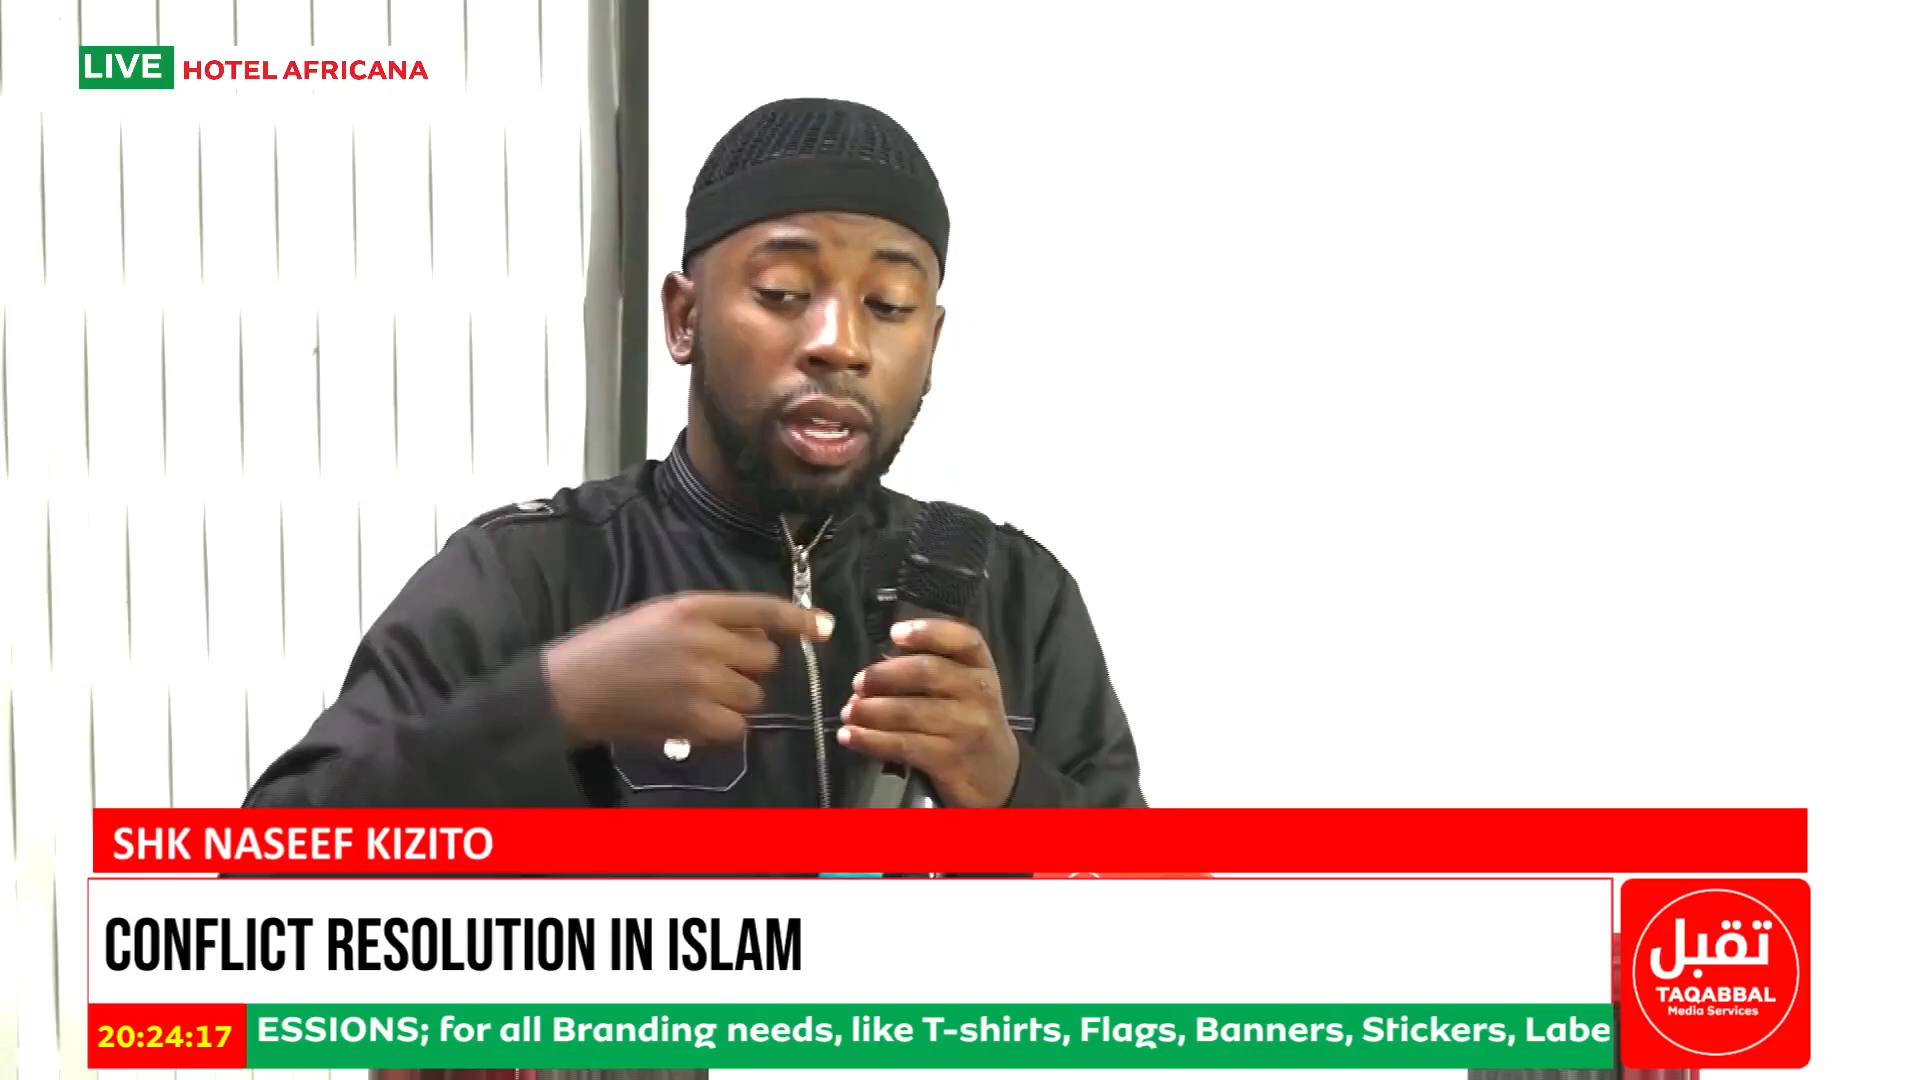 LIVE HOTEL AFRICANA
SHK NASEEF KIZITO
CONFLICT RESOLUTION IN ISLAM
20:24:17 ESSIONS; for all Branding needs, like T-shirts, Flags, Banners, Stickers, Labe
تقبل
TAQABBAL
Media Services